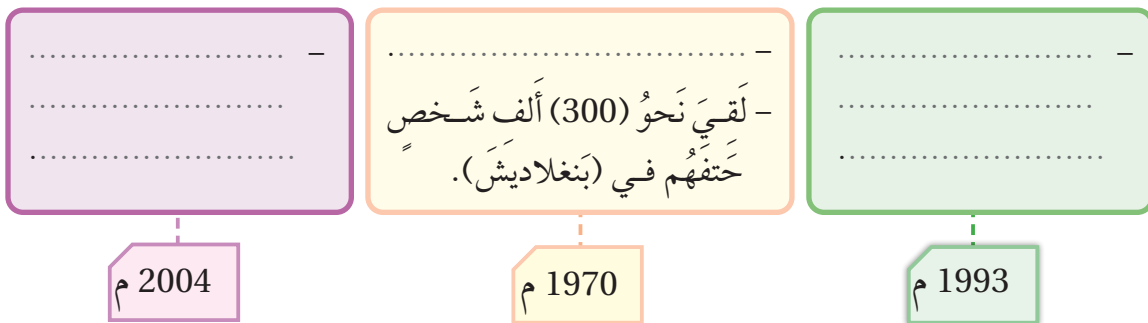 – ..........................
..........................
...........................
– ...................................
– لَقِيَ نَحوُ (300) أَلفِ شَخصٍ
حَتفَهُم في (بَنغلاديشَ).
– ..........................
..........................
...........................
1993 م
1970 م
2004 م